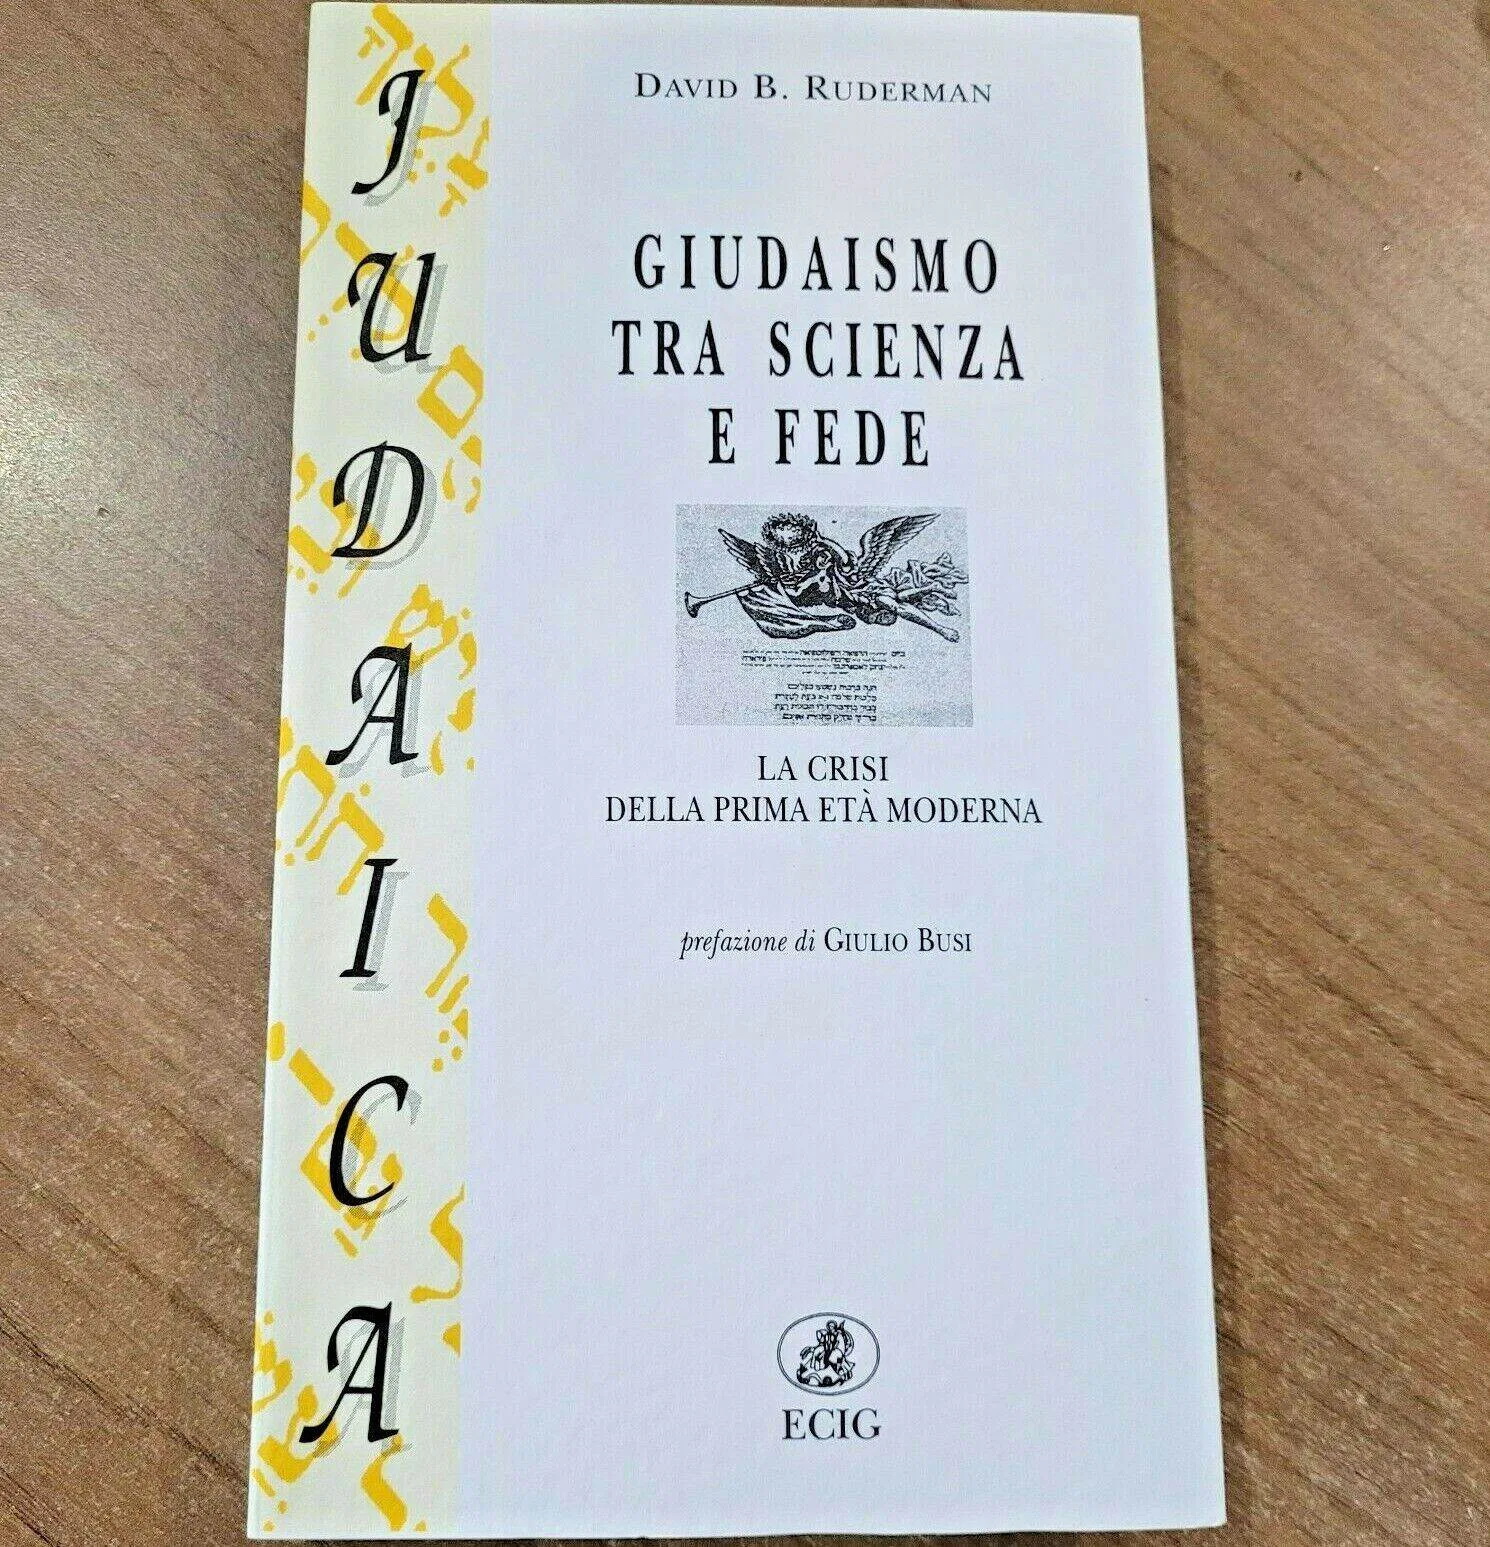 JUDAICA
DAVID B. RUDERMAN
GIUDAISMO
TRA SCIENZA
E FEDE
LA CRISI
DELLA PRIMA ETÀ MODERNA
prefazione di GIULIO BUSI
ECIG